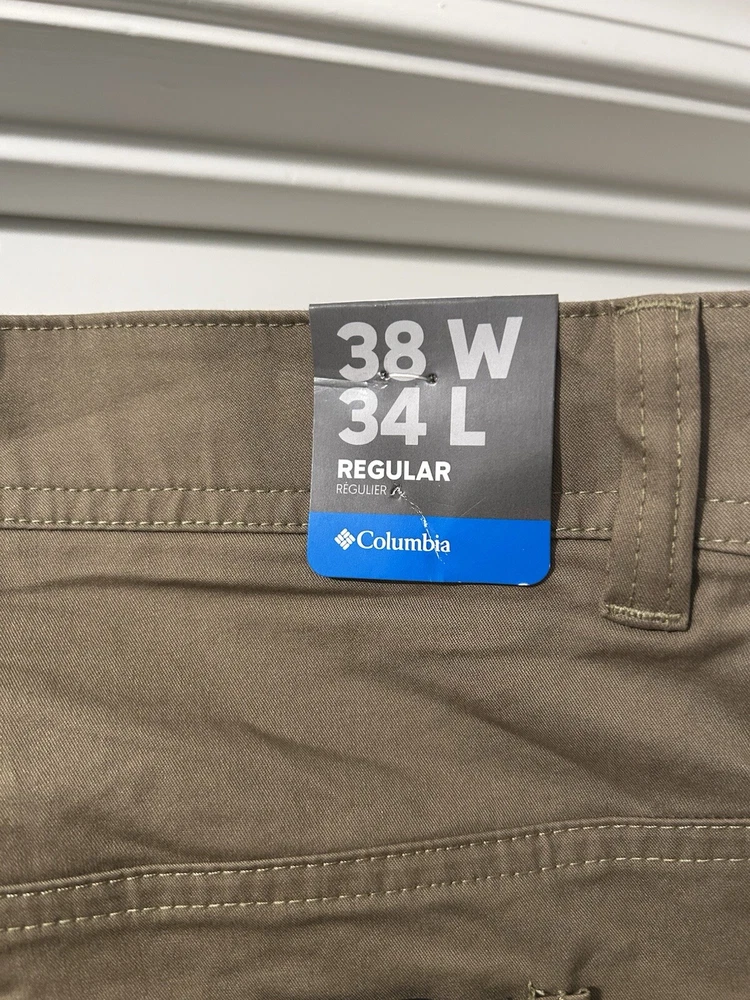 38 W
34 L
REGULAR
RÉGULIER
Columbia